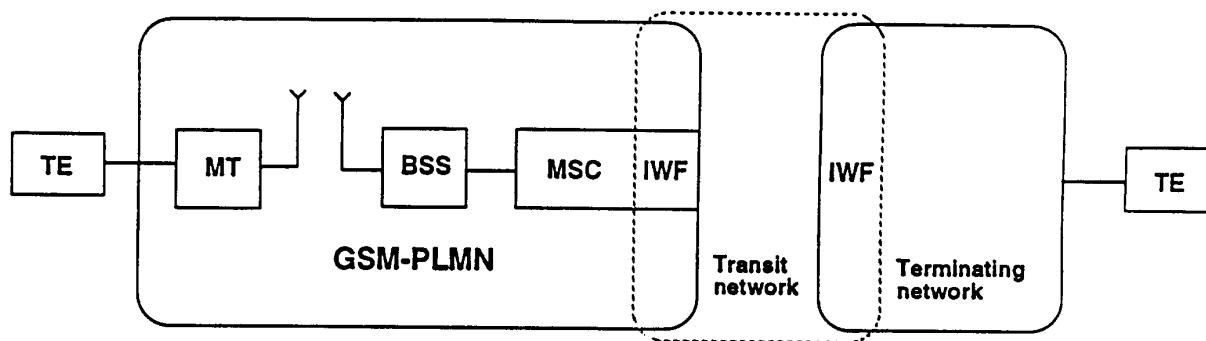 TE
MT
BSS
MSC
IWF
IWF
TE
GSM-PLMN
Transit
network
Terminating
network